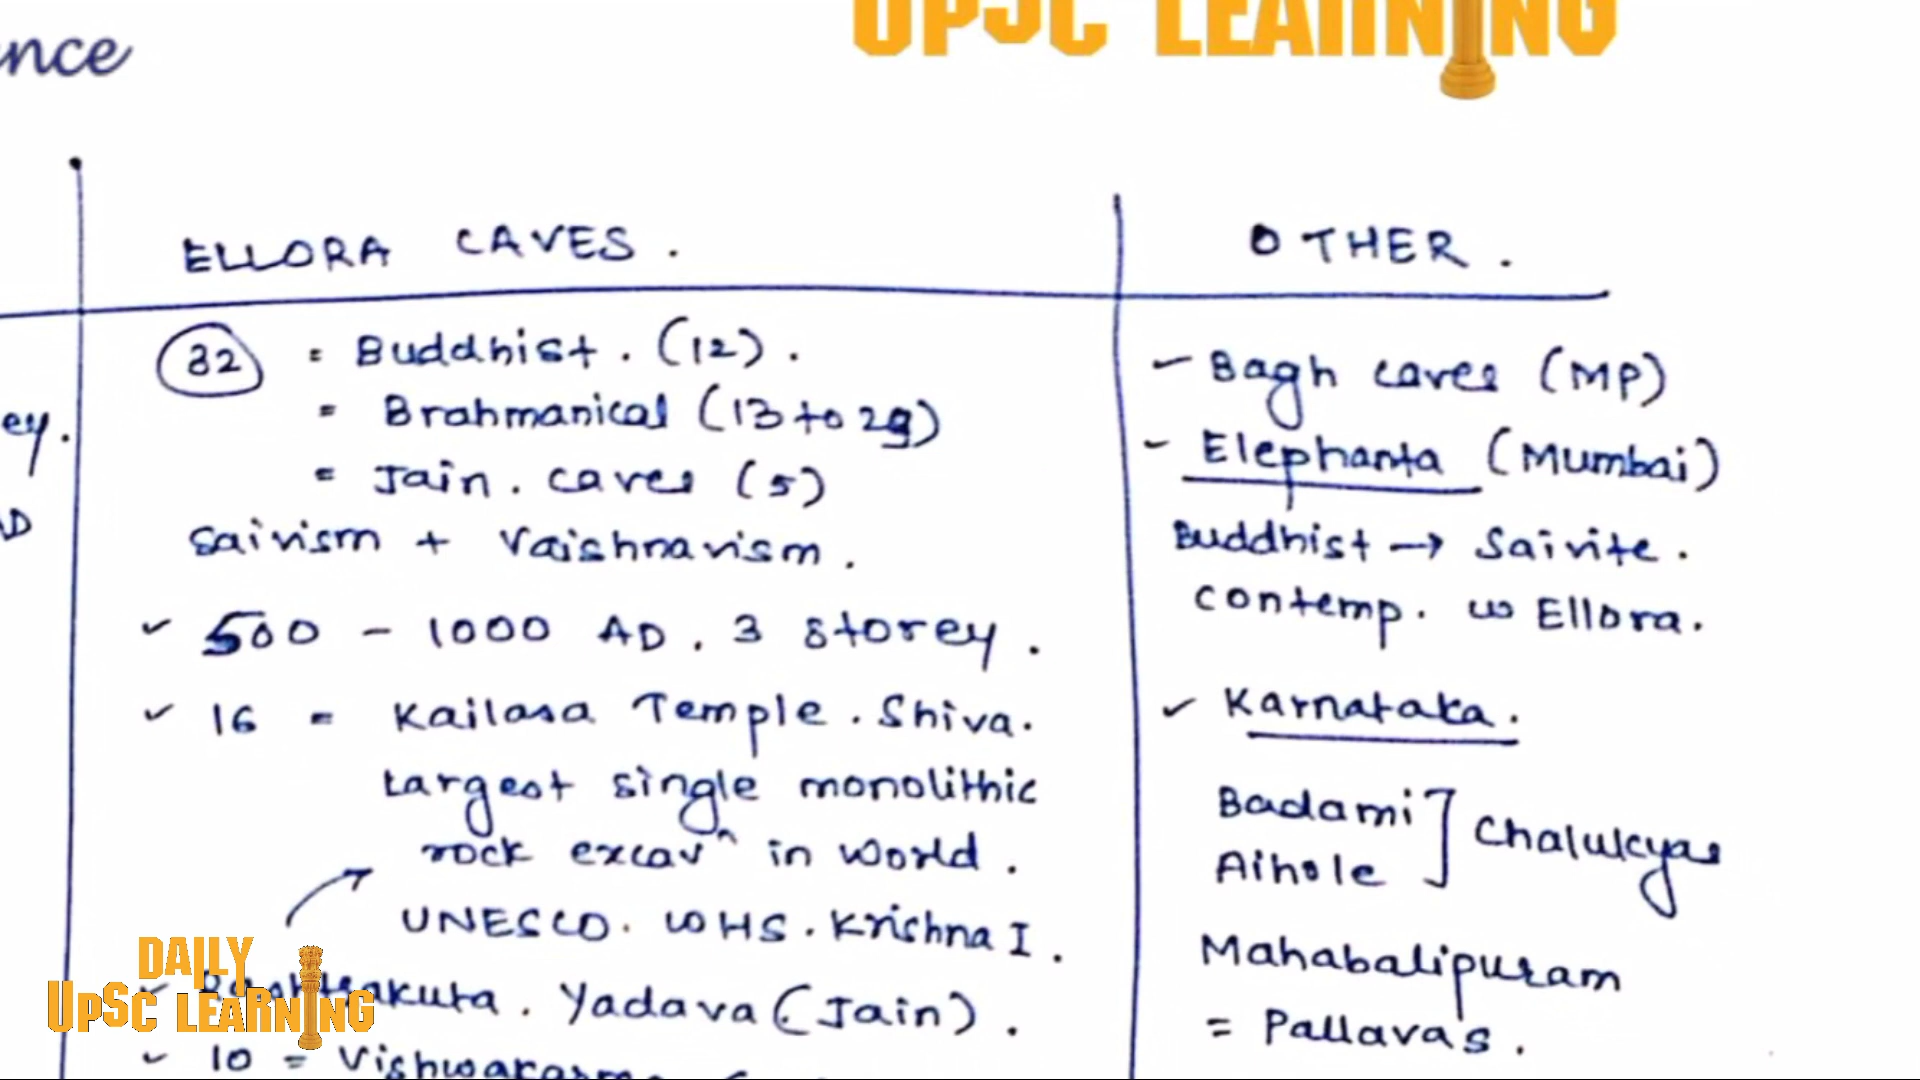 nce
UPSC LEARNING
ELLORA CAVES.
32 = Buddhist. (12).
= Brahmanical (13 to 29)
= Jain. caves (5)
Saivism + Vaishnavism.
500 - 1000 AD. 3 storey.
16 = Kailasa Temple. Shiva.
Largest single monolithic
rock excavn in world.
UNESCO. WHS. Krishna I.
Rashtrakuta. Yadava (Jain).
10 = Vishwakarma
OTHER.
- Bagh caves (MP)
- Elephanta (Mumbai)
Buddhist → Saivite.
contemp. w Ellora.
Karnataka.
Badami ] Chalukyas
Aihole
Mahabalipuram
= Pallavas.
ey.
AD
DAILY
UPSC LEARNING